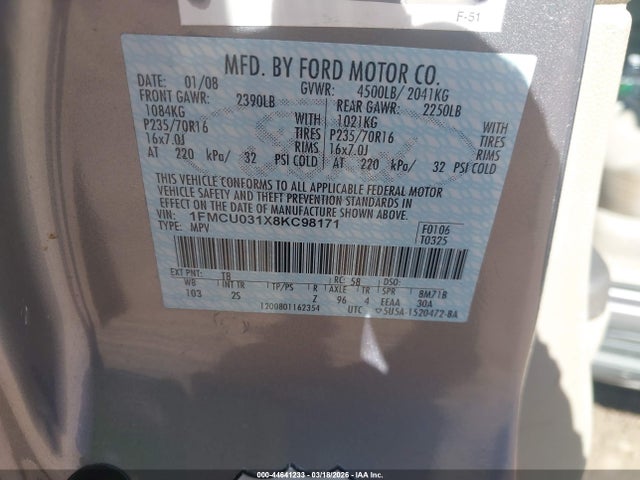 F-S1
MFD. BY FORD MOTOR CO.
DATE: 01/08 GVWR: 4500LB/ 2041KG
FRONT GAWR: 2390LB REAR GAWR: 2250LB
1084KG WITH 1021KG WITH
P235/70R16 TIRES P235/70R16 TIRES
16x7.0J RIMS 16x7.0J RIMS
AT 220 kPa/ 32 PSI COLD AT 220 kPa/ 32 PSI COLD
THIS VEHICLE CONFORMS TO ALL APPLICABLE FEDERAL MOTOR
VEHICLE SAFETY AND THEFT PREVENTION STANDARDS IN
EFFECT ON THE DATE OF MANUFACTURE SHOWN ABOVE.
VIN: 1FMCU031X8KC98171 F0106
TYPE: MPV T0325
EXT PNT: TB RC: 58 DSO:
WB INT TR TP/PS R AXLE TR SPR 8M71B
103 2S Z 96 4 EEAA 30A
1200801162354 UTC 5U5A-1520472-BA
000-44641233 - 03/18/2026 - IAA Inc.